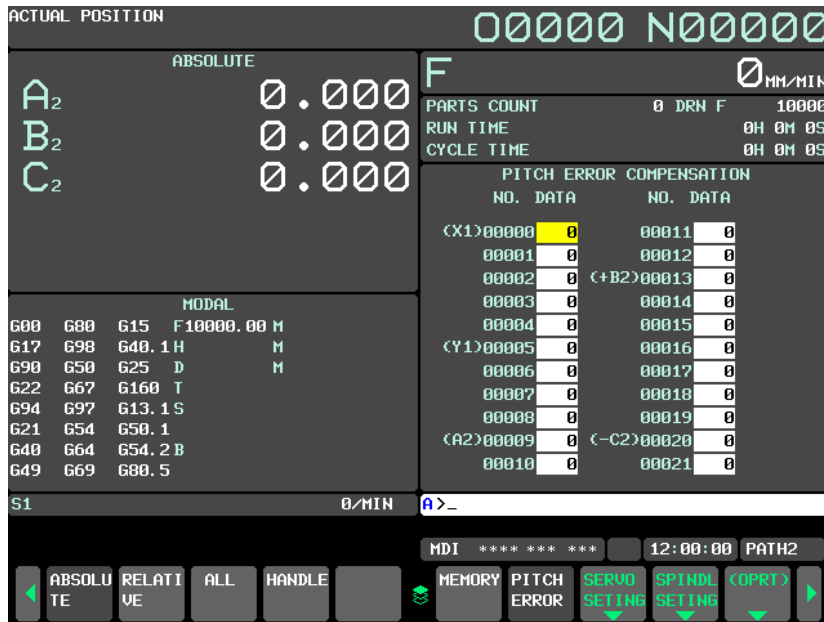 ACTUAL POSITION O0000 N00000
ABSOLUTE
A2 0.000
B2 0.000
C2 0.000
F 0 MM/MIN
PARTS COUNT 0 DRN F 10000
RUN TIME 0H 0M 0S
CYCLE TIME 0H 0M 0S
PITCH ERROR COMPENSATION
NO. DATA NO. DATA
(X1)00000 0 00011 0
00001 0 00012 0
00002 0 (+B2)00013 0
00003 0 00014 0
00004 0 00015 0
(Y1)00005 0 00016 0
00006 0 00017 0
00007 0 00018 0
00008 0 00019 0
(A2)00009 0 (-C2)00020 0
00010 0 00021 0
MODAL
G00 G80 G15 F10000.00 M
G17 G98 G40.1 H M
G90 G50 G25 D M
G22 G67 G160 T
G94 G97 G13.1 S
G21 G54 G50.1
G40 G64 G54.2 B
G49 G69 G80.5
S1 0/MIN
A>_
MDI **** *** *** 12:00:00 PATH2
ABSOLU RELATI ALL HANDLE MEMORY PITCH SERVO SPINDL (OPRT)
TE VE ERROR SETING SETING